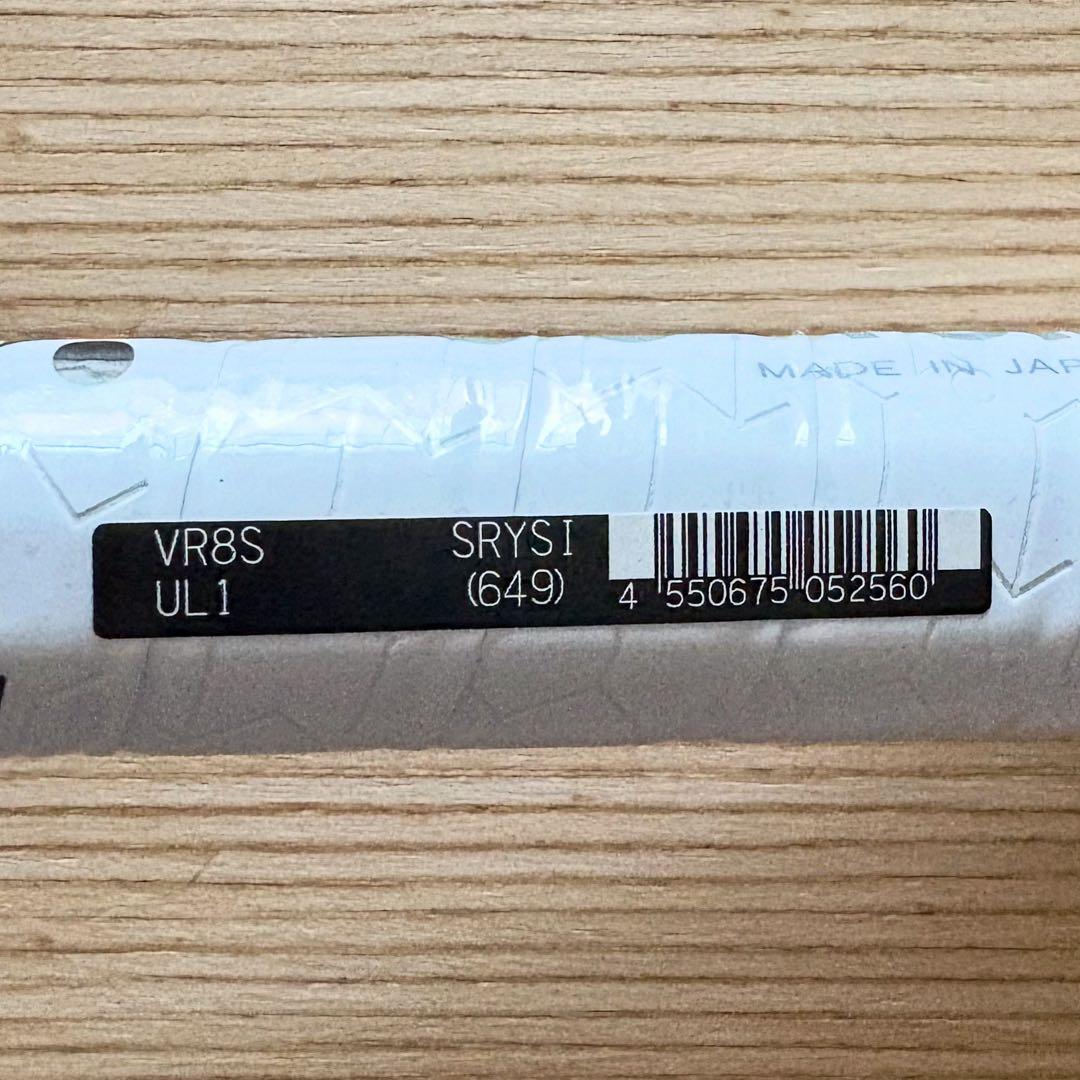 MADE IN JAP
VR8S SRYSI
UL1 (649)
4 550675 052560